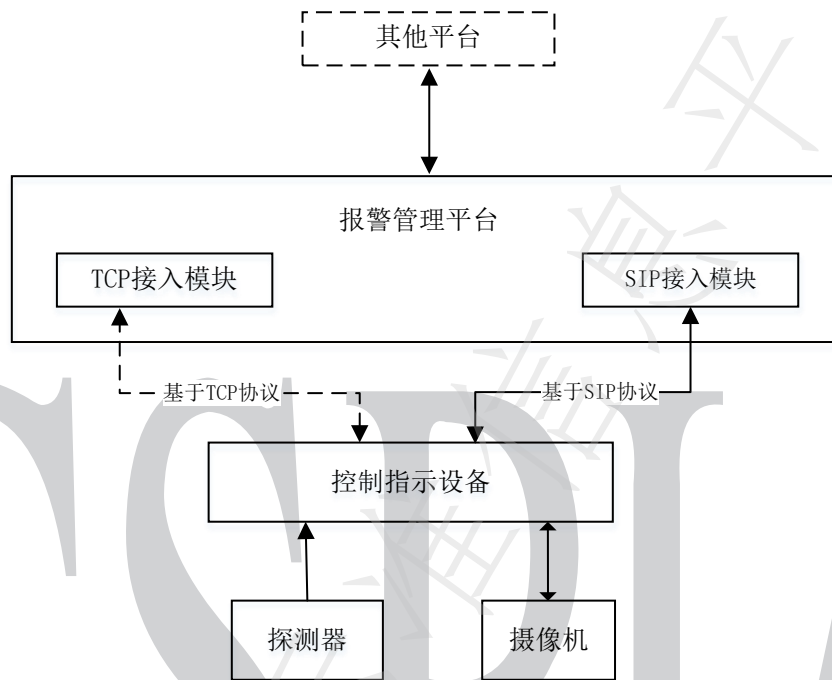 其他平台
报警管理平台
TCP接入模块
SIP接入模块
基于TCP协议
基于SIP协议
控制指示设备
探测器
摄像机